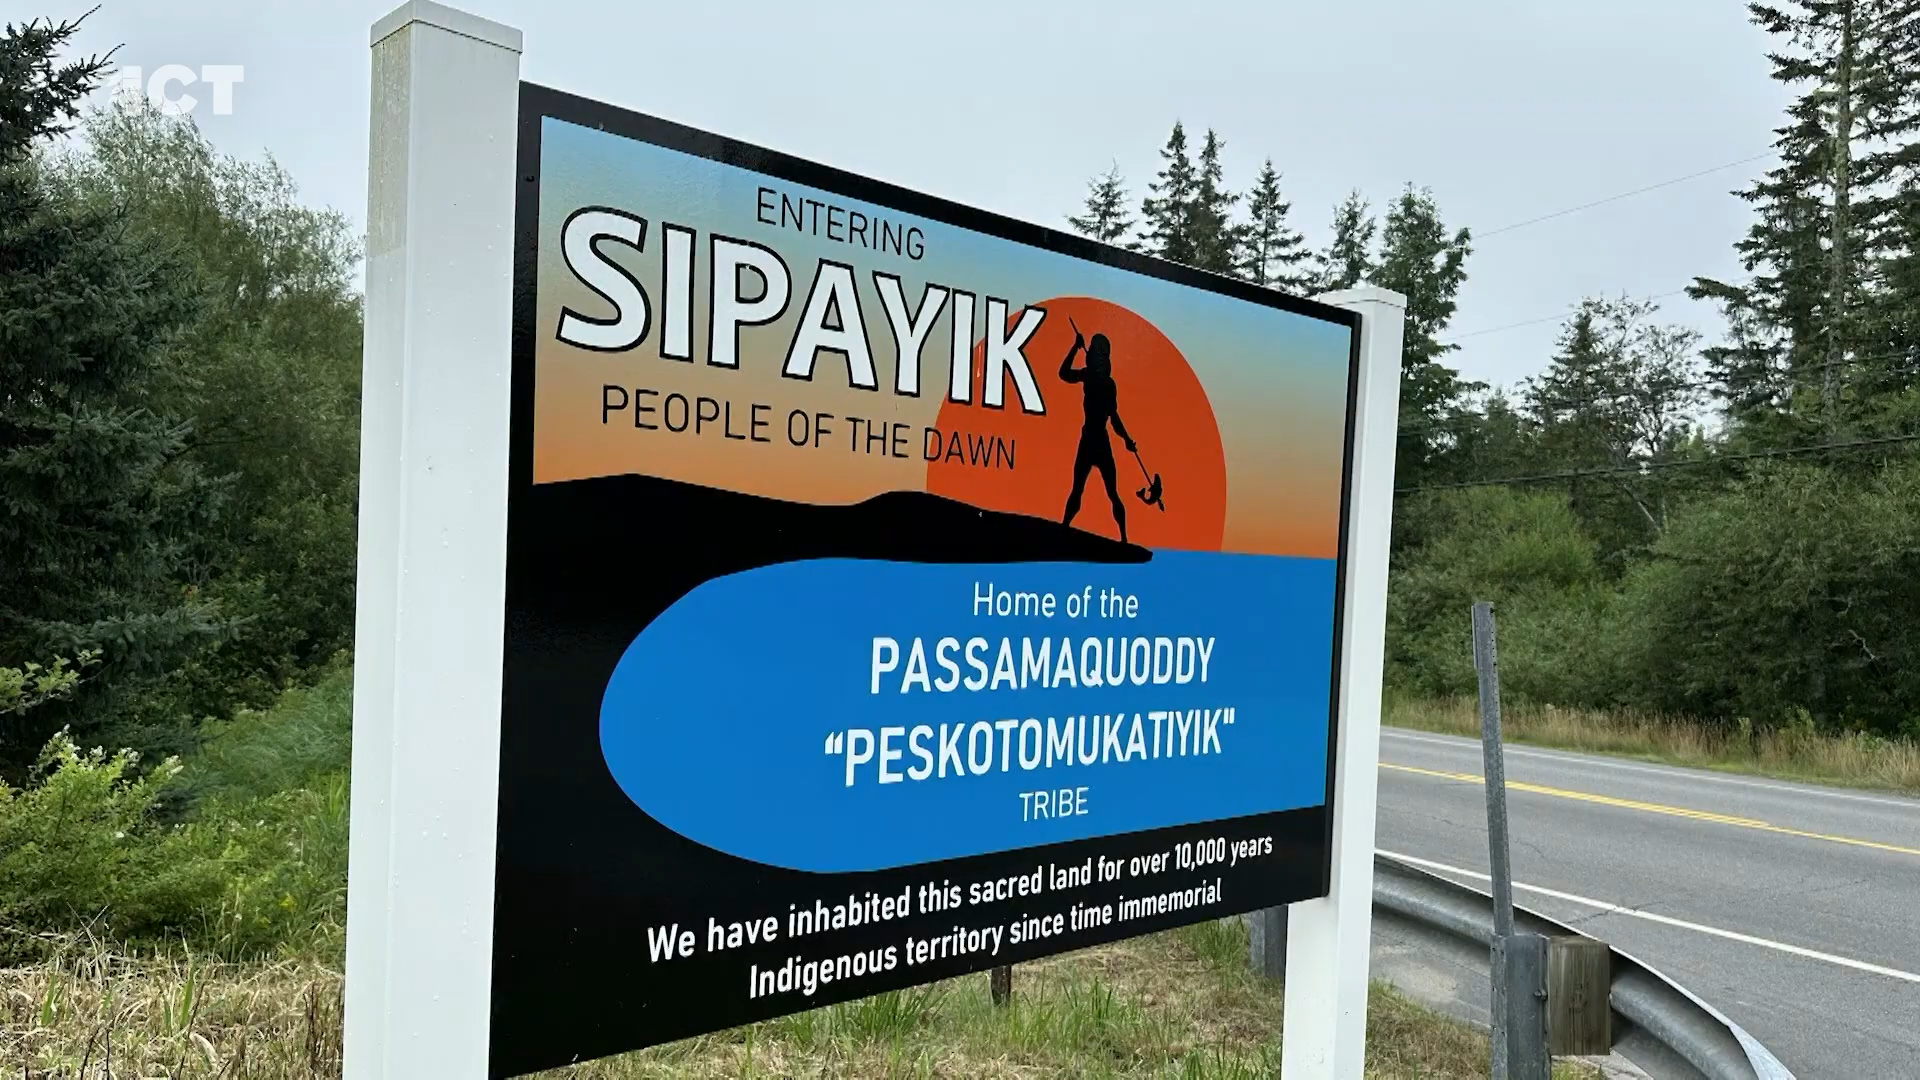 ICT
ENTERING
SIPAYIK
PEOPLE OF THE DAWN
Home of the
PASSAMAQUODDY
“PESKOTOMUKATIYIK"
TRIBE
We have inhabited this sacred land for over 10,000 years
Indigenous territory since time immemorial